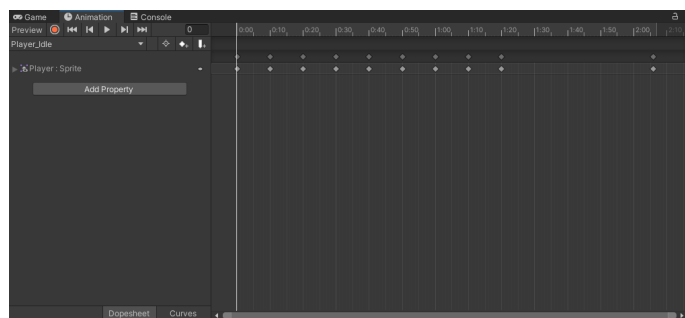 Game Animation Console
Preview 0 0:00 0:10 0:20 0:30 0:40 0:50 1:00 1:10 1:20 1:30 1:40 1:50 2:00 2:10
Player_Idle
Player : Sprite
Add Property
Dopesheet Curves